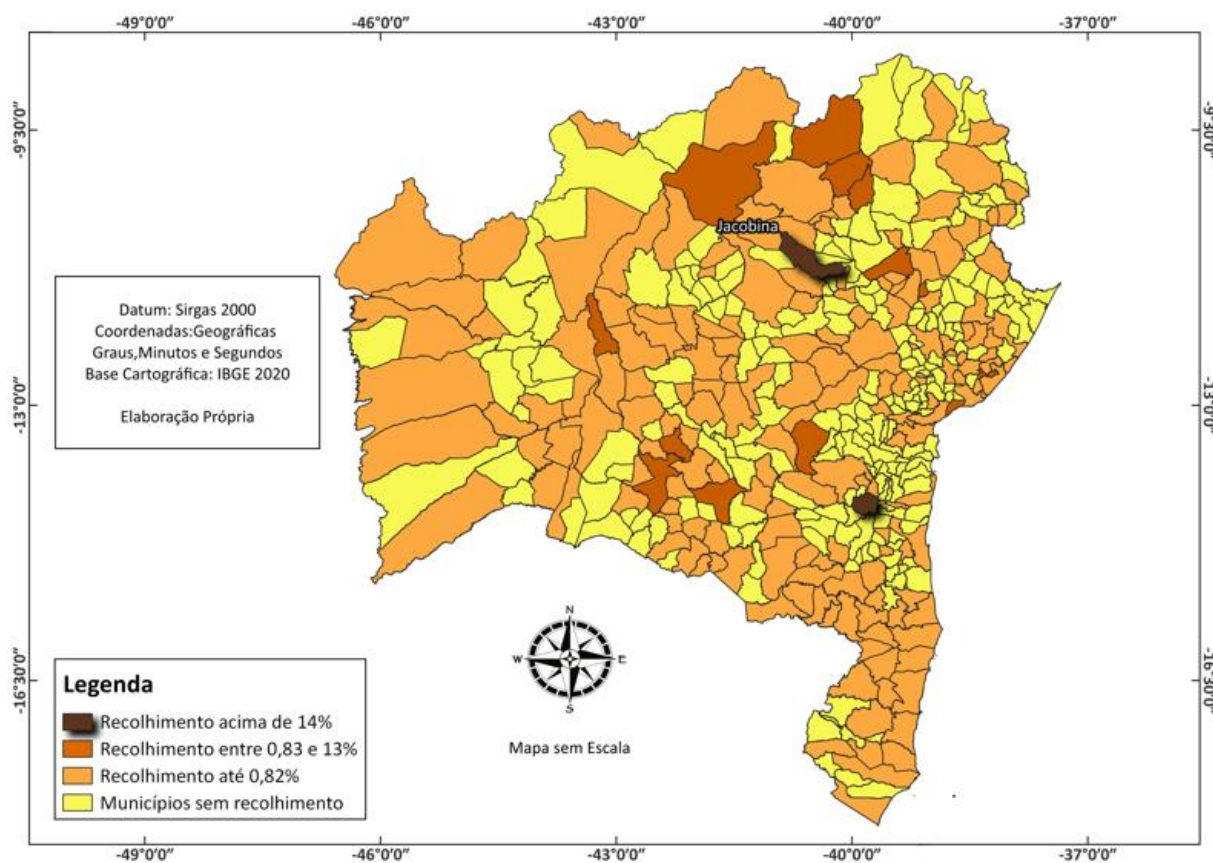 -49°0'0" -46°0'0" -43°0'0" -40°0'0" -37°0'0"
-9°30'0" -9°30'0"
Jacobina
Datum: Sirgas 2000
Coordenadas:Geográficas
Graus,Minutos e Segundos
Base Cartográfica: IBGE 2020
Elaboração Própria
-13°0'0" -13°0'0"
N
W E
S
Mapa sem Escala
-16°30'0" -16°30'0"
Legenda
Recolhimento acima de 14%
Recolhimento entre 0,83 e 13%
Recolhimento até 0,82%
Municípios sem recolhimento
-49°0'0" -46°0'0" -43°0'0" -40°0'0" -37°0'0"